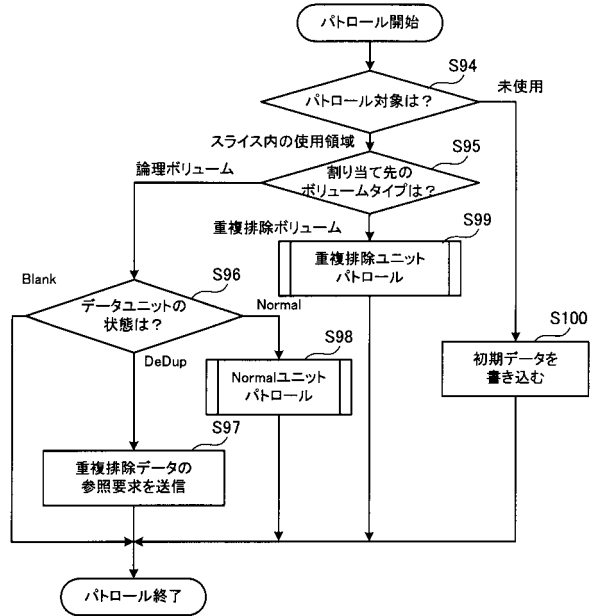 パトロール開始
S94
パトロール対象は？
未使用
スライス内の使用領域
S95
論理ボリューム
割り当て先の
ボリュームタイプは？
重複排除ボリューム
S99
重複排除ユニット
パトロール
Blank
S96
データユニットの
状態は？
Normal
S98
Normalユニット
パトロール
S100
初期データを
書き込む
DeDup
S97
重複排除データの
参照要求を送信
パトロール終了